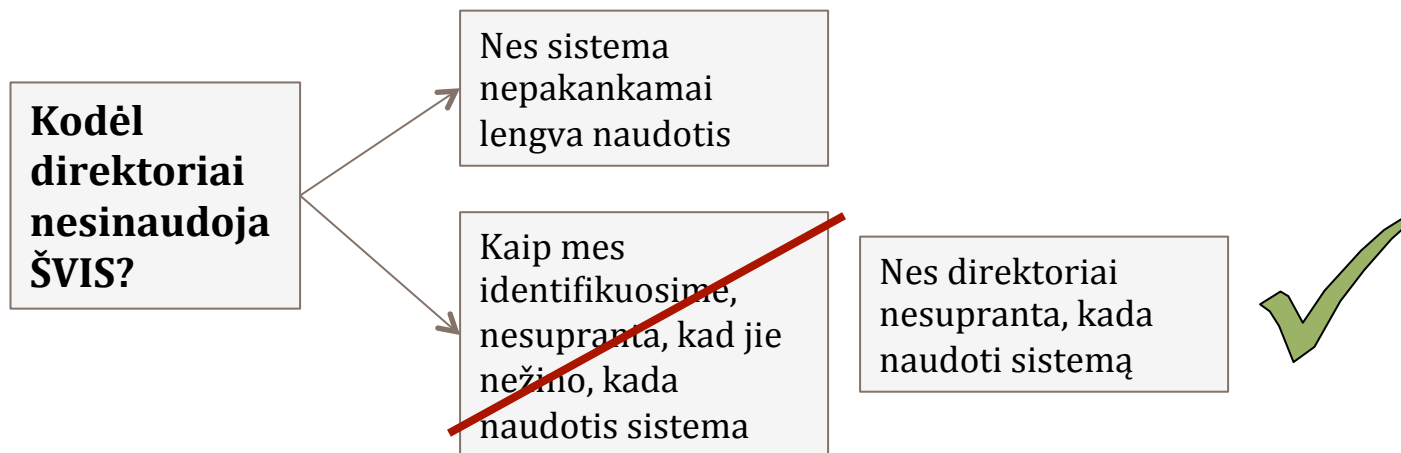 Kodėl
direktoriai
nesinaudoja
ŠVIS?
Nes sistema
nepakankamai
lengva naudotis
Kaip mes
identifikuosime,
nesupranta, kad jie
nežino, kada
naudotis sistema
Nes direktoriai
nesupranta, kada
naudoti sistemą